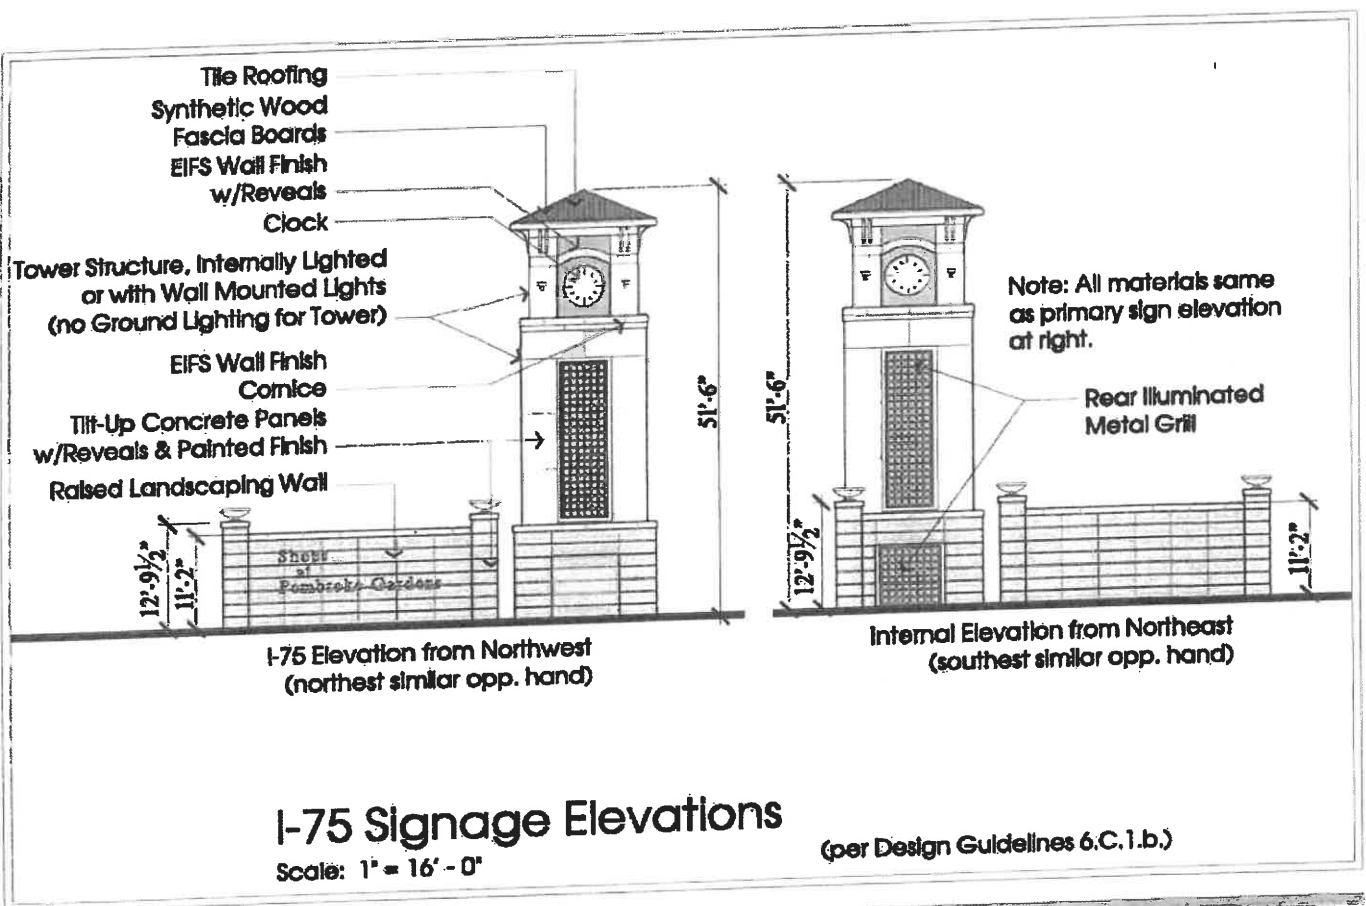 Tile Roofing
Synthetic Wood
Fascia Boards
EIFS Wall Finish
w/Reveals
Clock
Tower Structure, Internally Lighted
or with Wall Mounted Lights
(no Ground Lighting for Tower)
EIFS Wall Finish
Cornice
Tilt-Up Concrete Panels
w/Reveals & Painted Finish
Raised Landscaping Wall
12'-9½"
11'-2"
Shops
at
Pembroke Gardens
51'-6"
I-75 Elevation from Northwest
(northest similar opp. hand)
51'-6"
Note: All materials same
as primary sign elevation
at right.
Rear Illuminated
Metal Grill
12'-9½"
11'-2"
Internal Elevation from Northeast
(southest similar opp. hand)
I-75 Signage Elevations
Scale: 1" = 16' - 0"
(per Design Guidelines 6.C.1.b.)